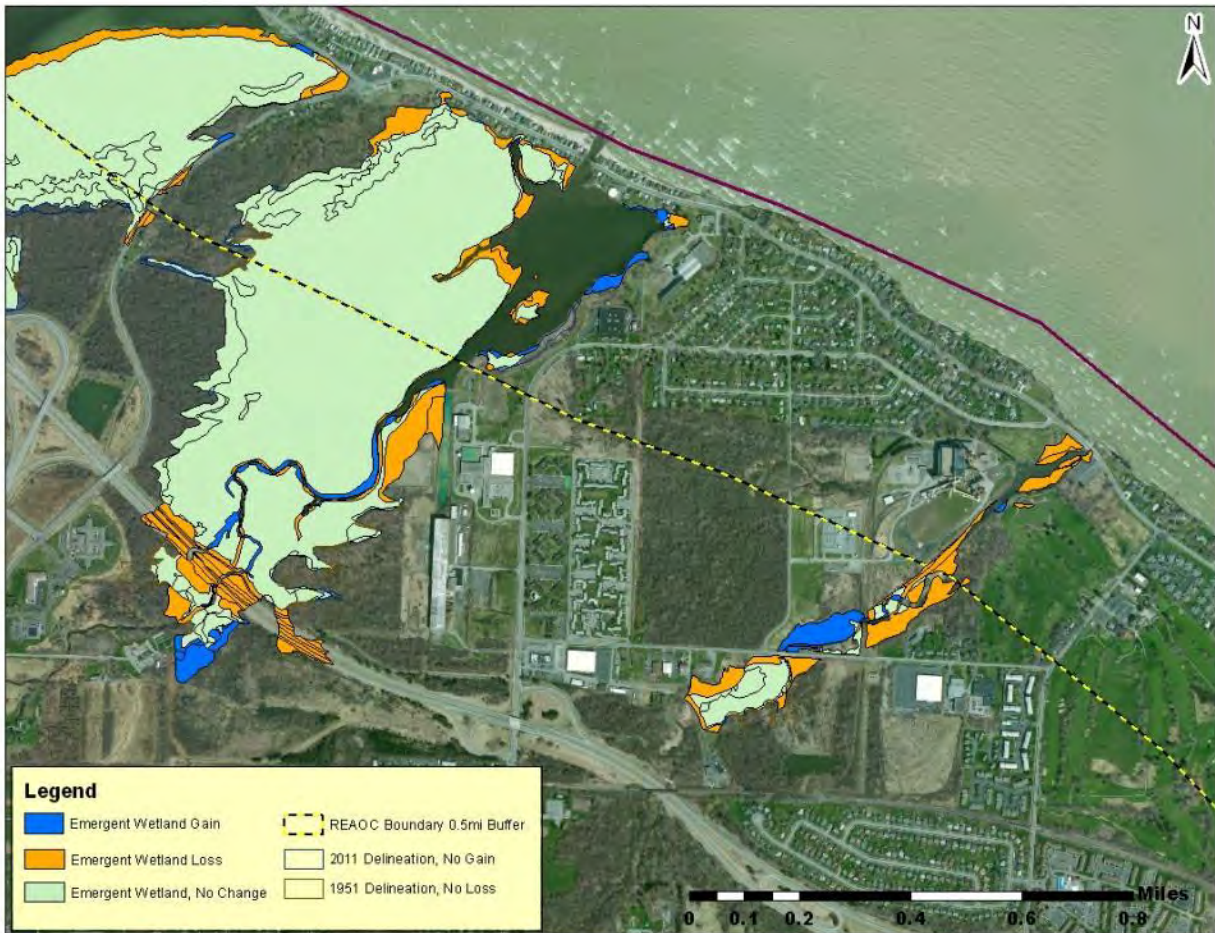 N
Legend
Emergent Wetland Gain
Emergent Wetland Loss
Emergent Wetland, No Change
REAOC Boundary 0.5mi Buffer
2011 Delineation, No Gain
1951 Delineation, No Loss
Miles
0 0.1 0.2 0.4 0.6 0.8